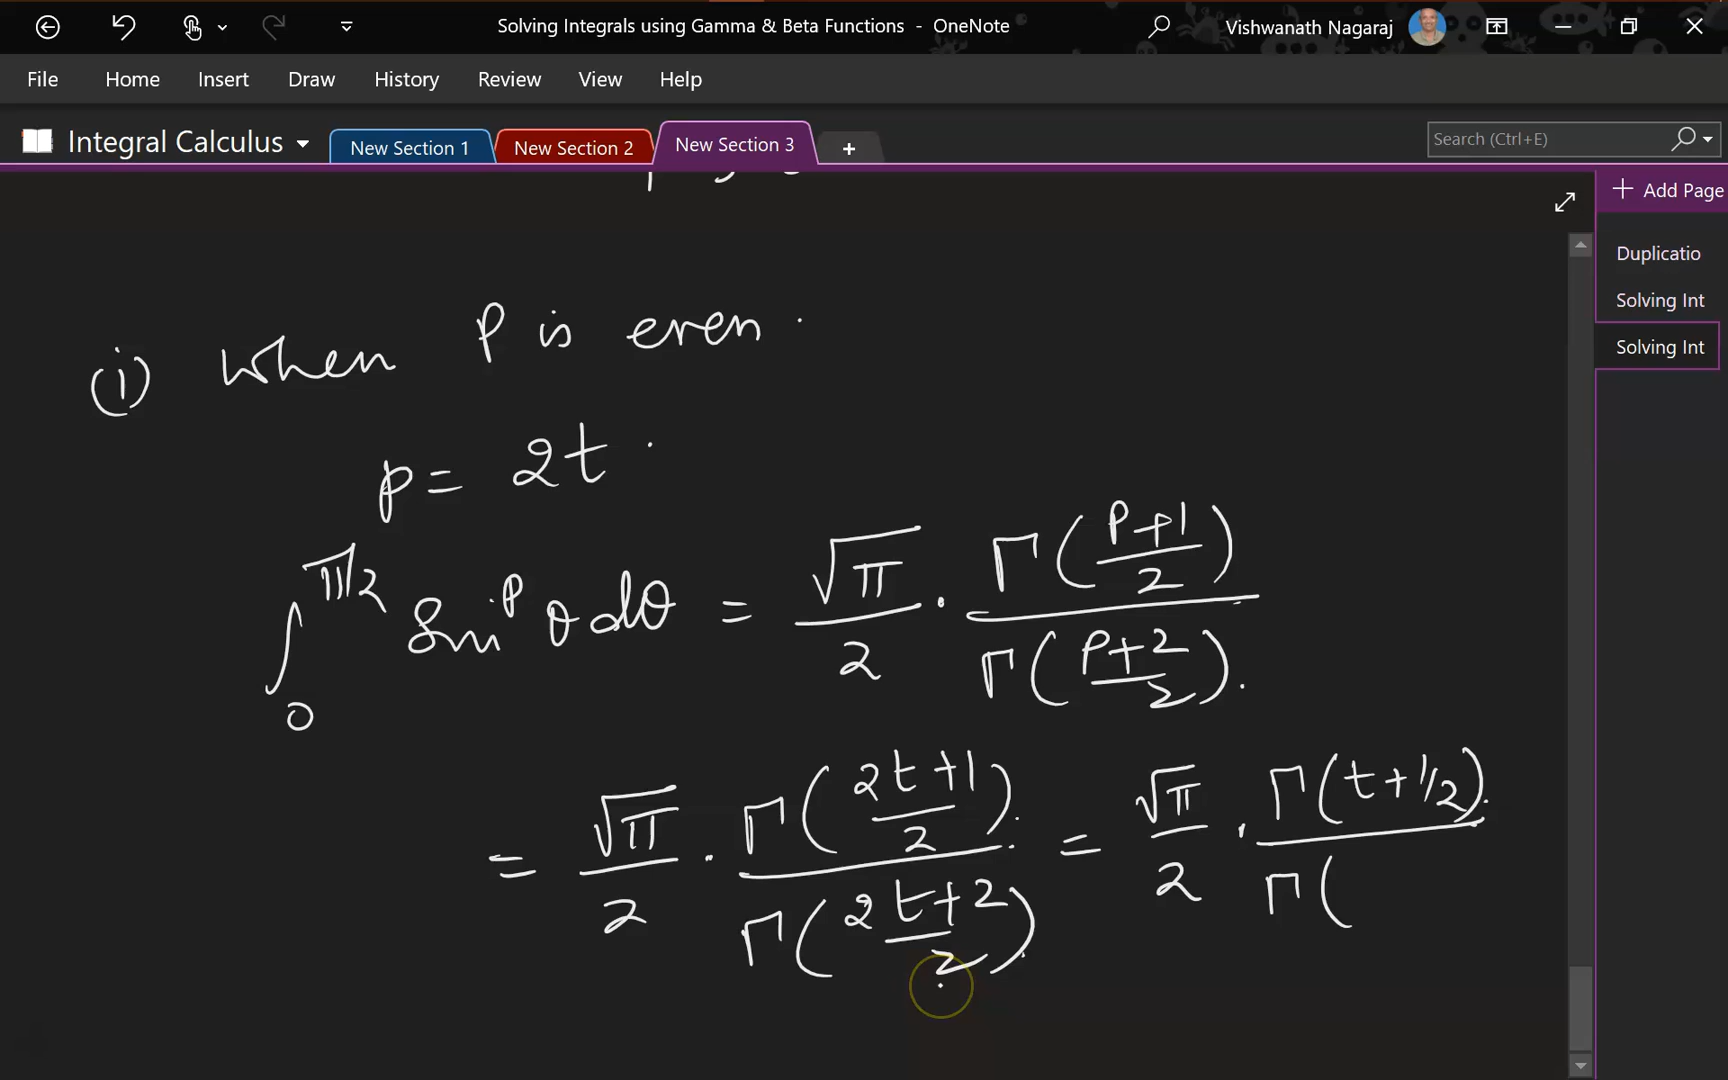 Solving Integrals using Gamma & Beta Functions - OneNote
Vishwanath Nagaraj
File Home Insert Draw History Review View Help
Integral Calculus
New Section 1
New Section 2
New Section 3
+
Search (Ctrl+E)
+ Add Page
Duplicatio
Solving Int
Solving Int
(i) when P is even.
p = 2t.
∫_0^{π/2} Sin^p θ dθ = √π/2 · Γ((p+1)/2) / Γ((p+2)/2).
= √π/2 · Γ((2t+1)/2) / Γ((2t+2)/2) = √π/2 · Γ(t+1/2) / Γ(